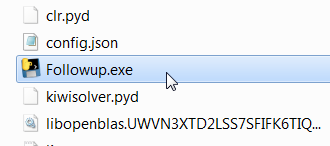 clr.pyd
config.json
Followup.exe
kiwisolver.pyd
libopenblas.UWVN3XTD2LSS7SFIFK6TIQ...